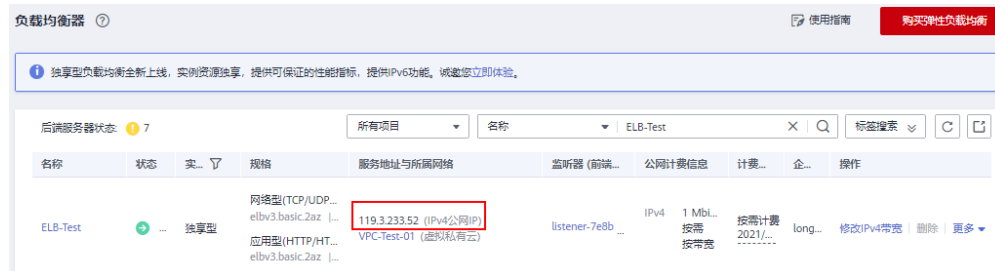 负载均衡器 ?
使用指南
购买弹性负载均衡
独享型负载均衡全新上线，实例资源独享，提供可保证的性能指标，提供IPv6功能。诚邀您立即体验。
后端服务器状态: 7
所有项目
名称
ELB-Test
标签搜索
名称 状态 实... 规格 服务地址与所属网络 监听器 (前端... 公网计费信息 计费... 企... 操作
ELB-Test
...
独享型
网络型(TCP/UDP...
elbv3.basic.2az |...
应用型(HTTP/HT...
elbv3.basic.2az |...
119.3.233.52 (IPv4公网IP)
VPC-Test-01 (虚拟私有云)
listener-7e8b ...
IPv4 1 Mbi...
按需
按带宽
按需计费
2021/...
long...
修改IPv4带宽 删除 更多